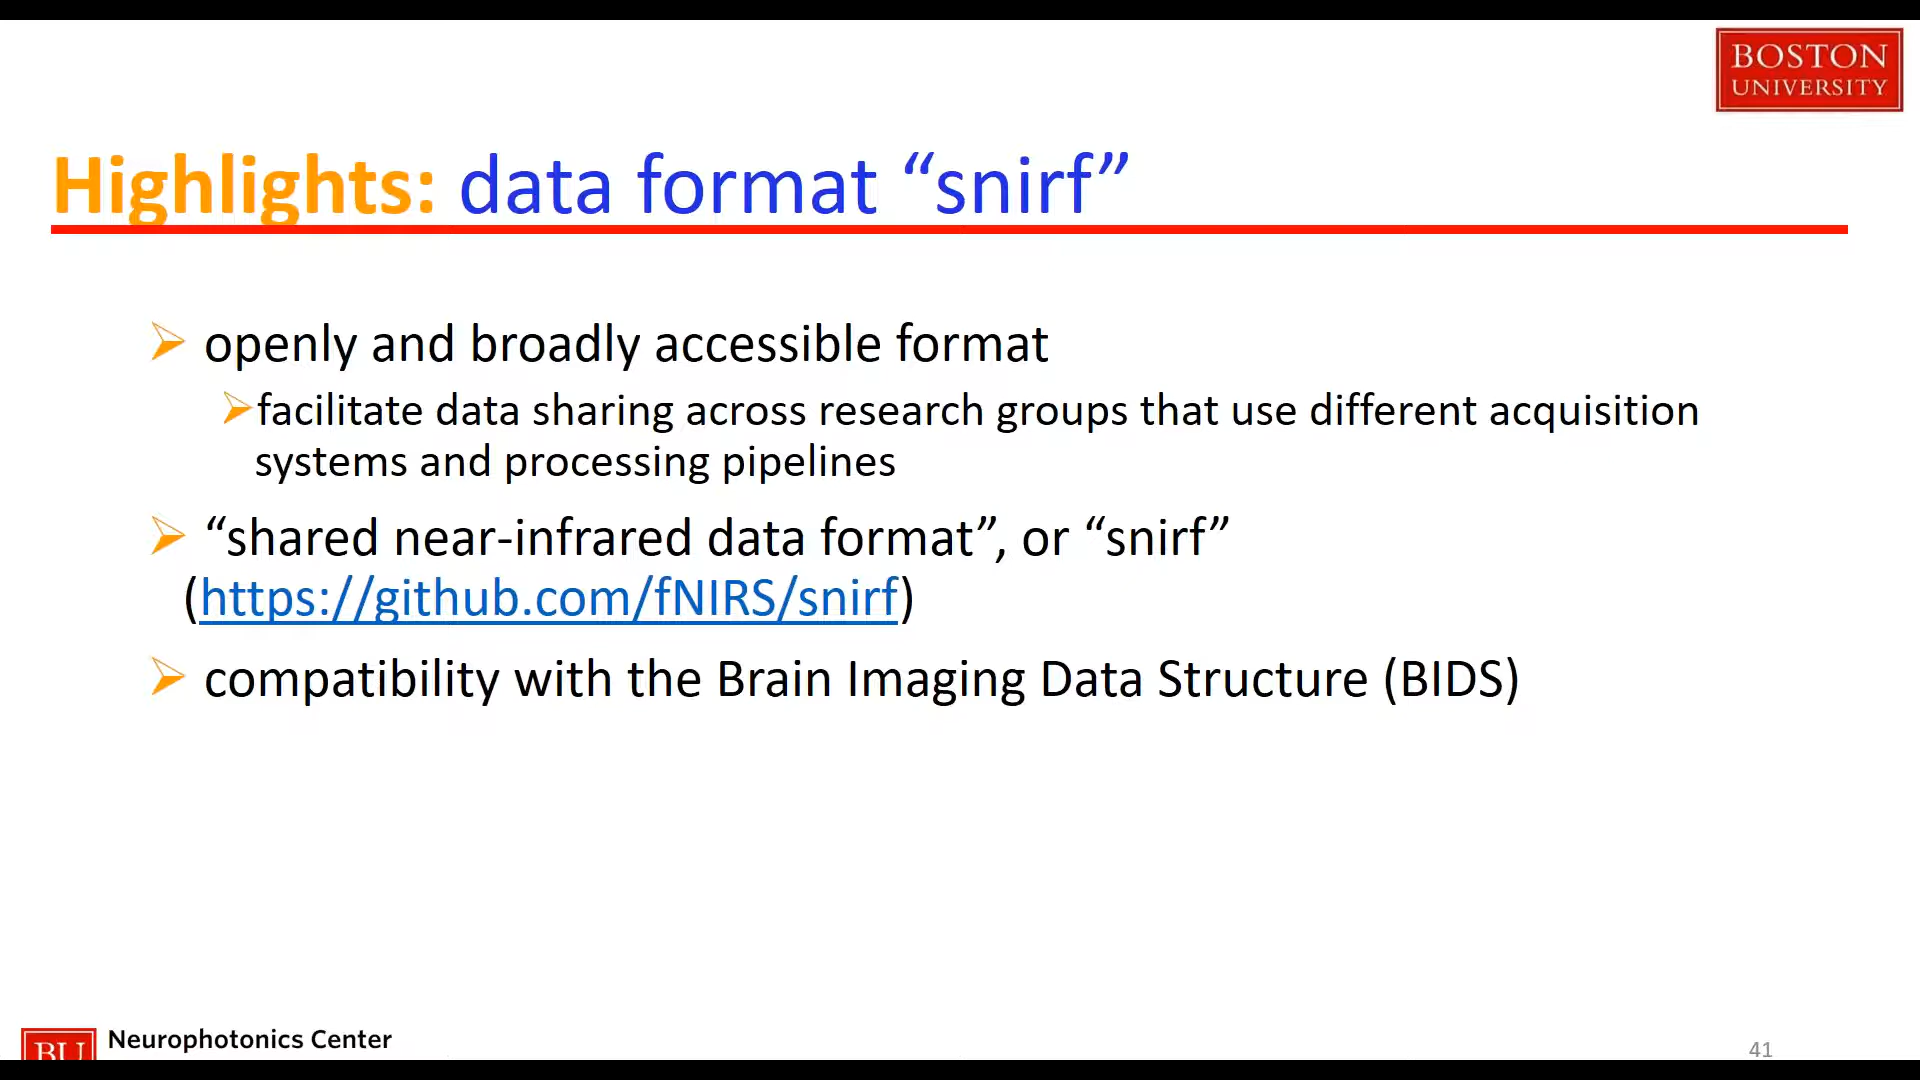 BOSTON
UNIVERSITY
Highlights: data format “snirf”
openly and broadly accessible format
facilitate data sharing across research groups that use different acquisition
systems and processing pipelines
“shared near-infrared data format”, or “snirf”
(https://github.com/fNIRS/snirf)
compatibility with the Brain Imaging Data Structure (BIDS)
BU
Neurophotonics Center
41